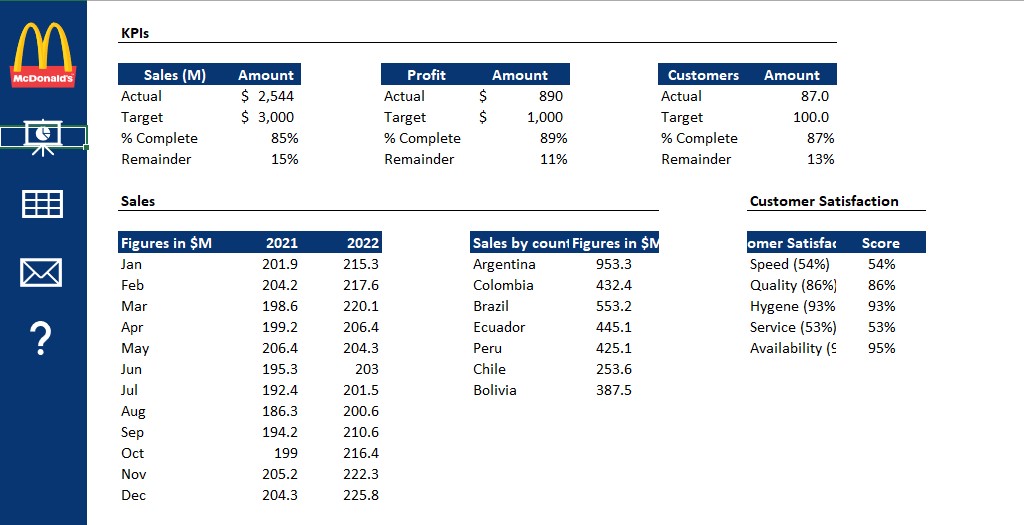 McDonald's
KPIs
Sales (M) Amount Profit Amount Customers Amount
Actual $ 2,544 Actual $ 890 Actual 87.0
Target $ 3,000 Target $ 1,000 Target 100.0
% Complete 85% % Complete 89% % Complete 87%
Remainder 15% Remainder 11% Remainder 13%
Sales Customer Satisfaction
Figures in $M 2021 2022 Sales by count Figures in $M omer Satisfac Score
Jan 201.9 215.3 Argentina 953.3 Speed (54%) 54%
Feb 204.2 217.6 Colombia 432.4 Quality (86%) 86%
Mar 198.6 220.1 Brazil 553.2 Hygene (93% 93%
Apr 199.2 206.4 Ecuador 445.1 Service (53%) 53%
May 206.4 204.3 Peru 425.1 Availability (9 95%
Jun 195.3 203 Chile 253.6
Jul 192.4 201.5 Bolivia 387.5
Aug 186.3 200.6
Sep 194.2 210.6
Oct 199 216.4
Nov 205.2 222.3
Dec 204.3 225.8
?